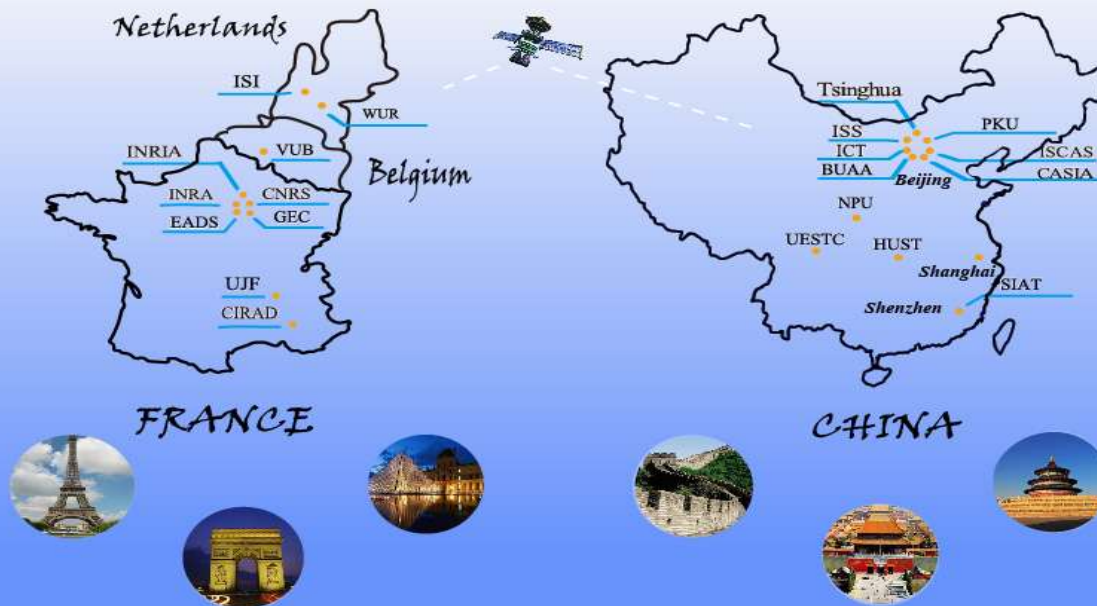 Netherlands
ISI
WUR
INRIA
VUB
Belgium
INRA
CNRS
EADS
GEC
UJF
CIRAD
FRANCE
Tsinghua
ISS
PKU
ICT
ISCAS
BUAA
Beijing
CASIA
NPU
UESTC
HUST
Shanghai
SIAT
Shenzhen
CHINA